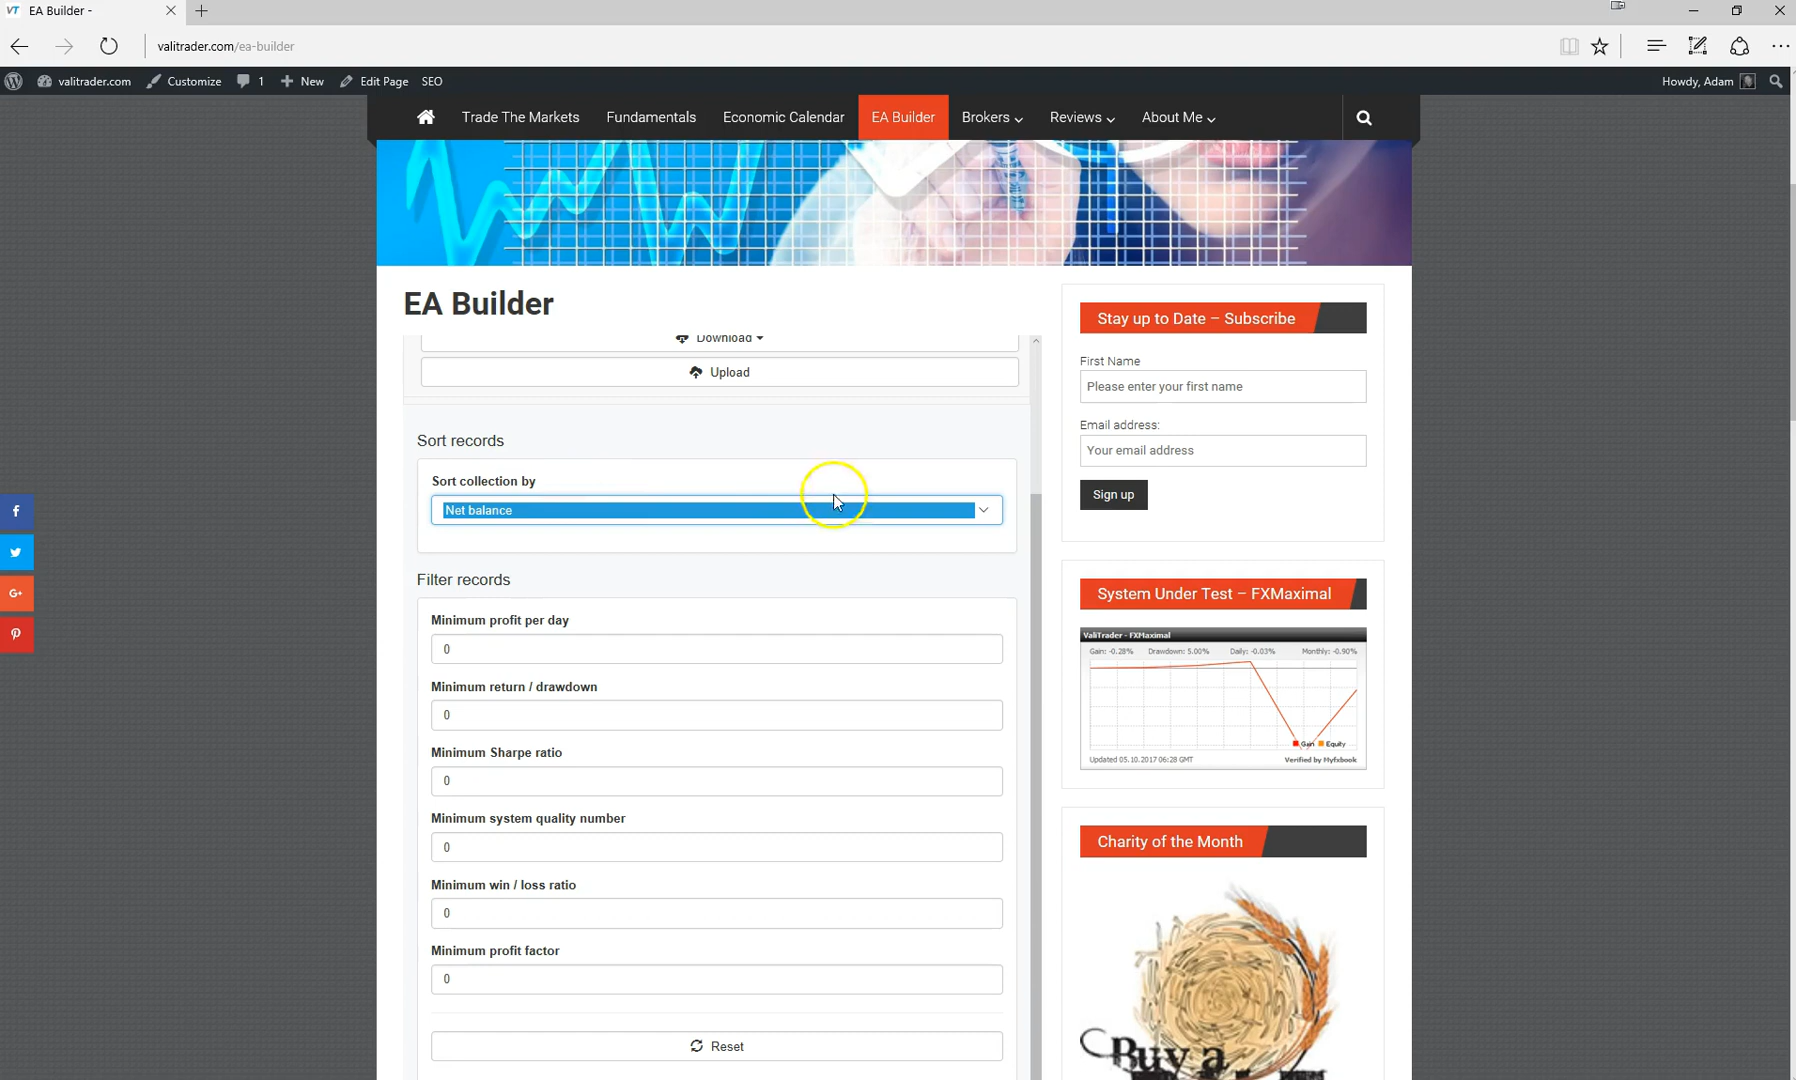 VT EA Builder -
valitrader.com/ea-builder
valitrader.com Customize 1 New Edit Page SEO Howdy, Adam
Trade The Markets Fundamentals Economic Calendar EA Builder Brokers Reviews About Me
EA Builder
Download
Upload
Sort records
Sort collection by
Net balance
Filter records
Minimum profit per day
0
Minimum return / drawdown
0
Minimum Sharpe ratio
0
Minimum system quality number
0
Minimum win / loss ratio
0
Minimum profit factor
0
Reset
f
G+
Stay up to Date – Subscribe
First Name
Please enter your first name
Email address:
Your email address
Sign up
System Under Test – FXMaximal
ValiTrader - FXMaximal
Gain: -0.28% Drawdown: 5.00% Daily: -0.03% Monthly: -0.90%
Gain Equity
Updated 05.10.2017 06:28 GMT Verified by Myfxbook
Charity of the Month
Buy a